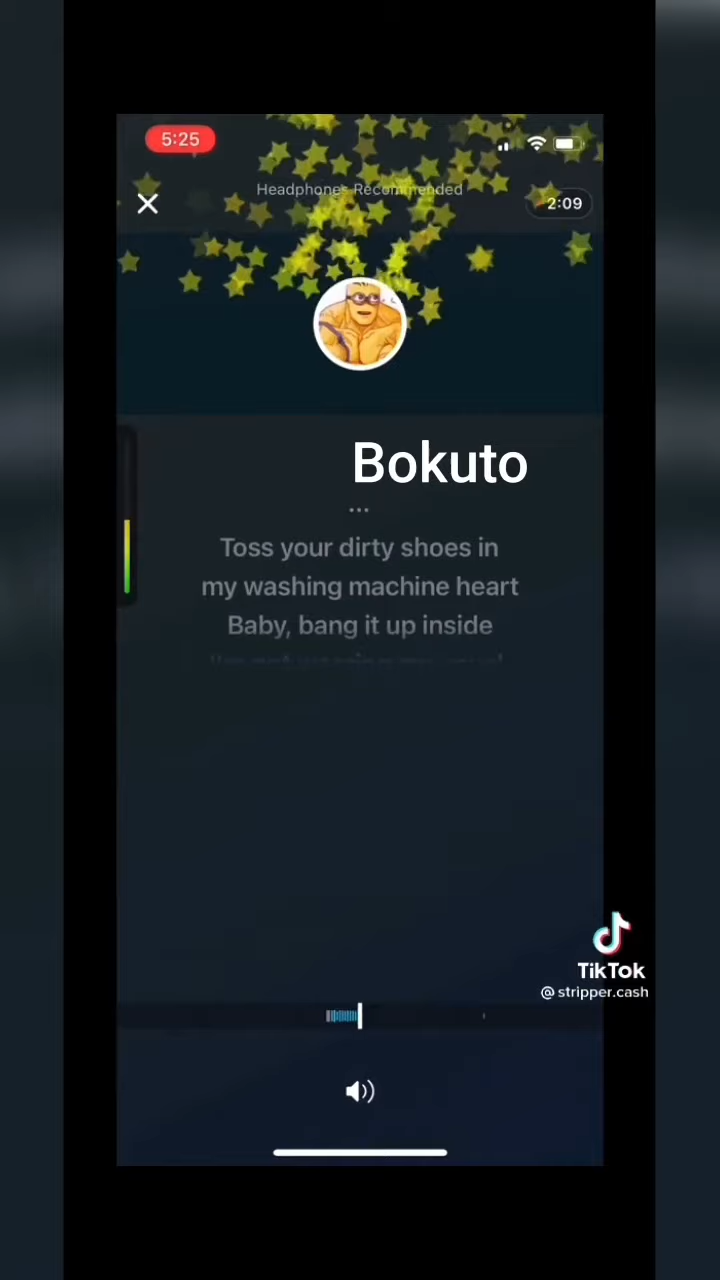 5:25
Headphones Recommended
2:09
Bokuto
...
Toss your dirty shoes in
my washing machine heart
Baby, bang it up inside
TikTok
@stripper.cash